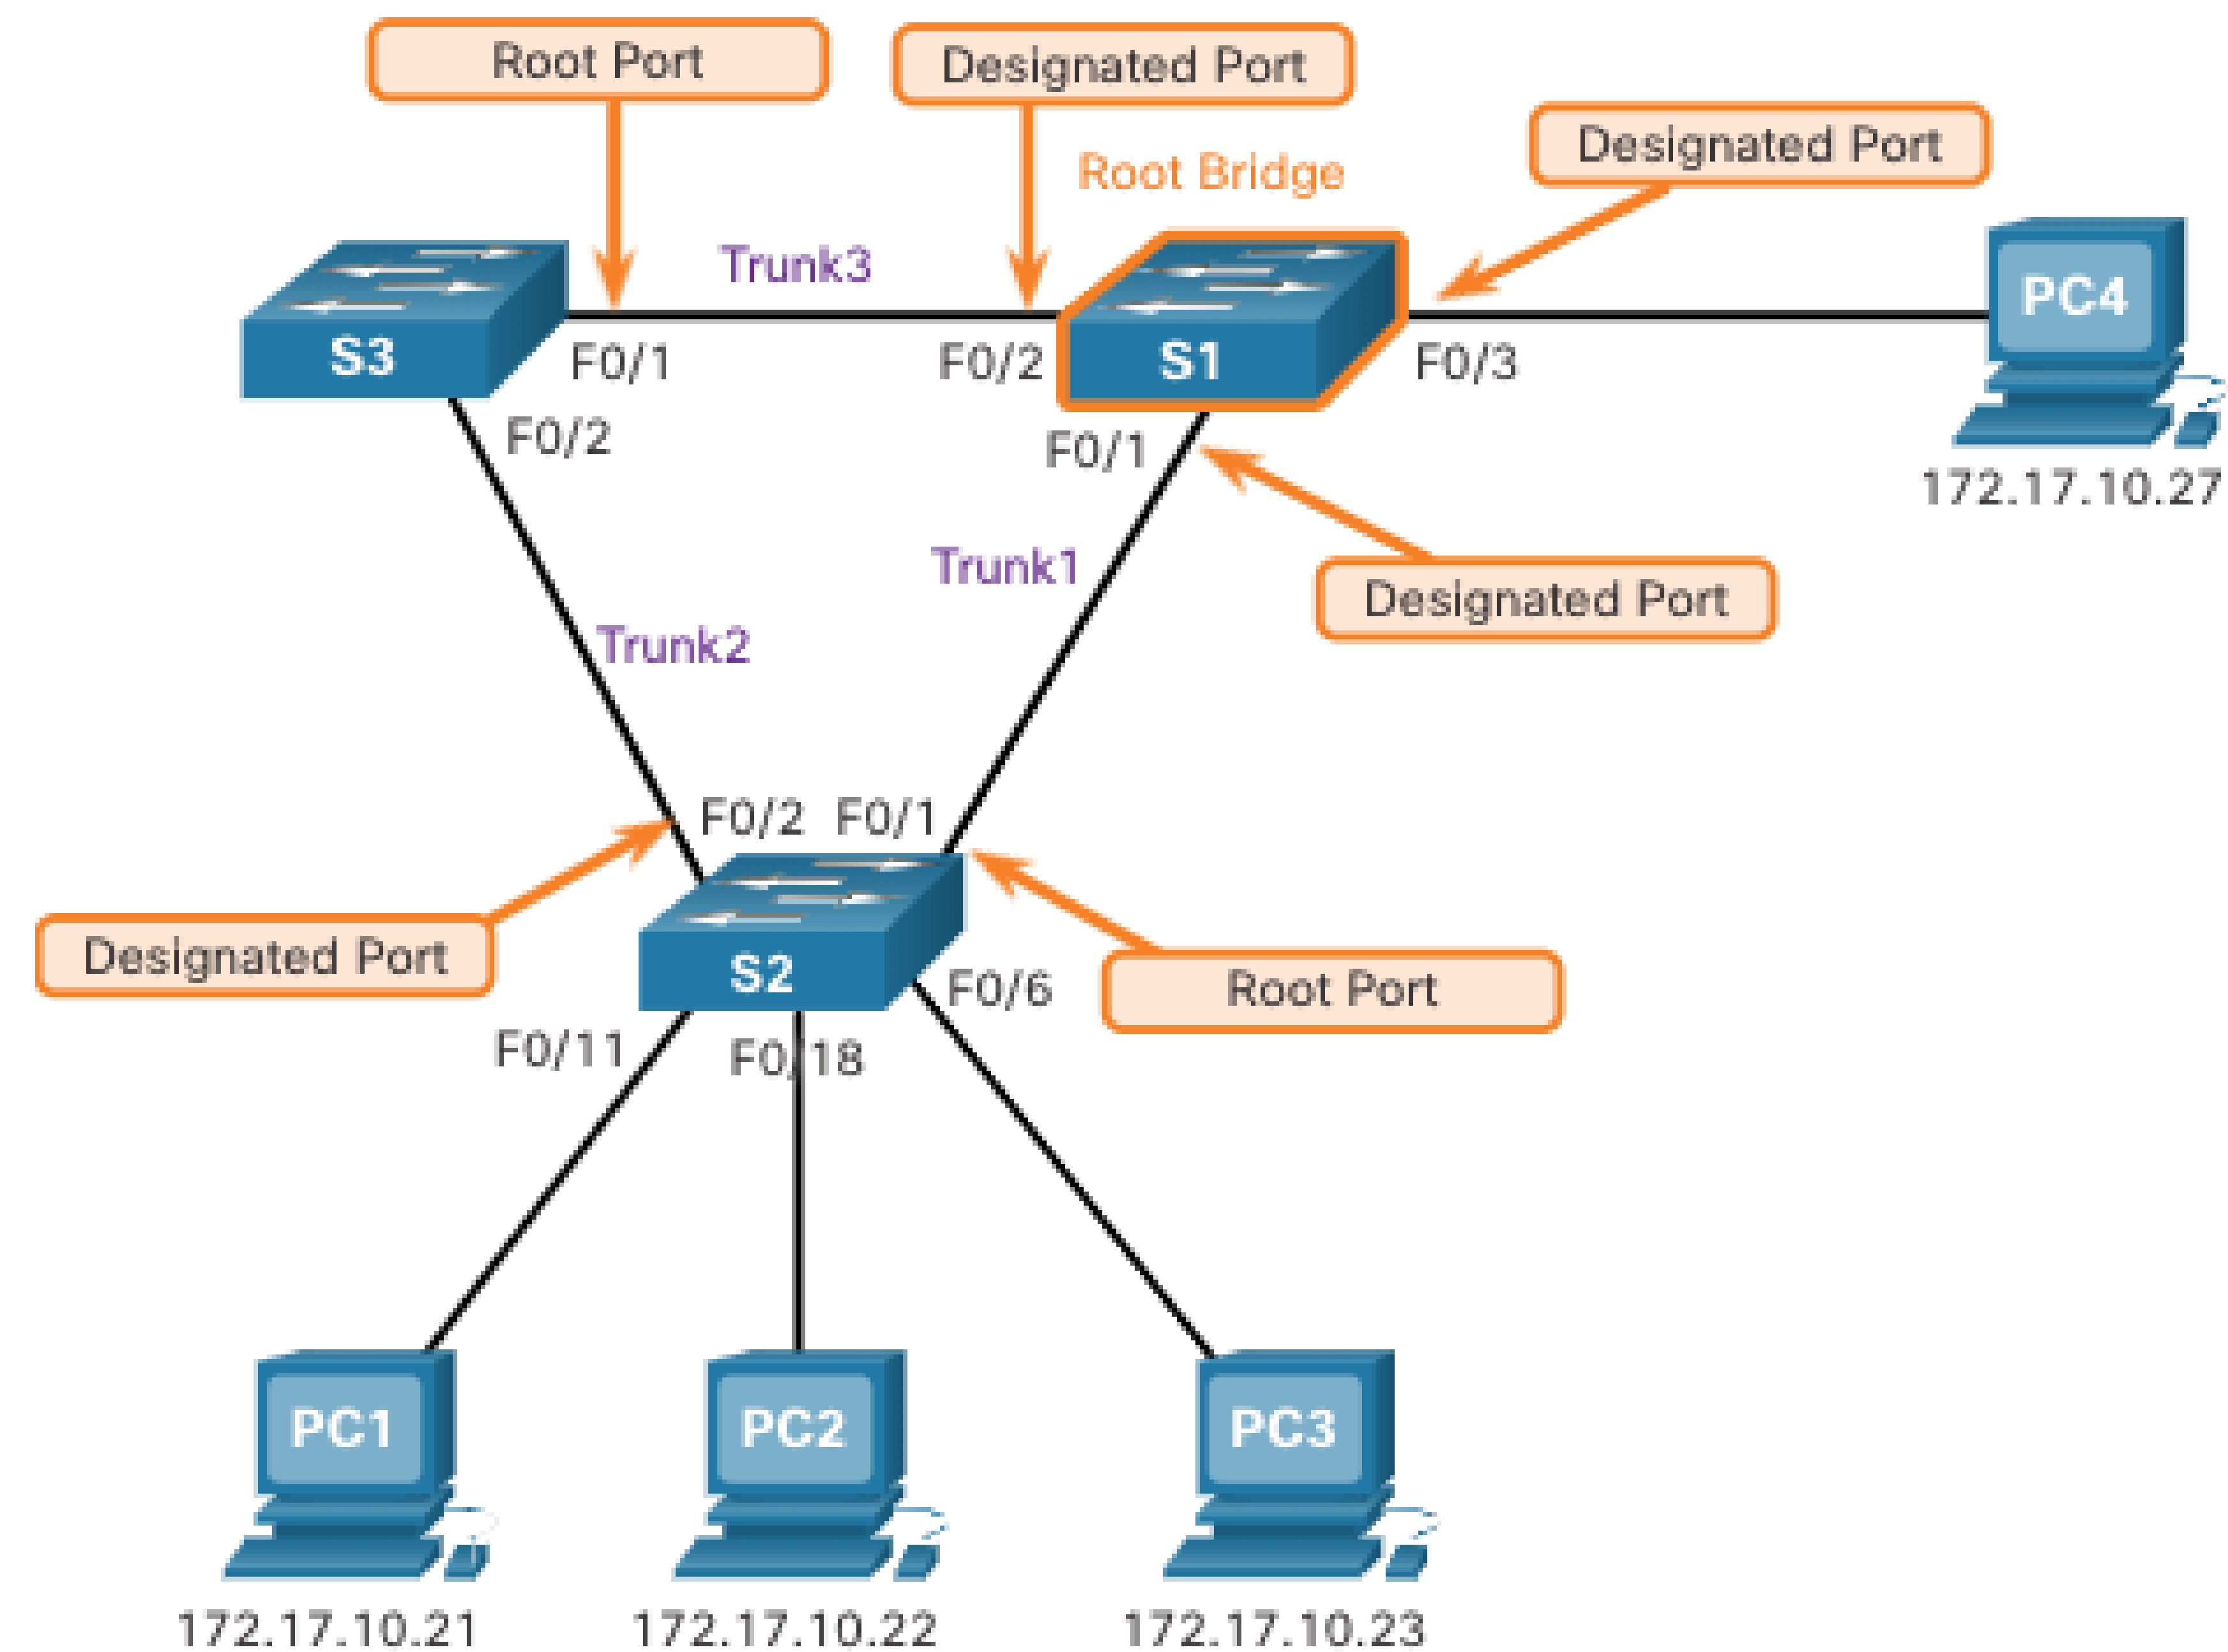 Root Port
Designated Port
Designated Port
Root Bridge
Trunk3
S3
F0/1
F0/2
S1
F0/3
PC4
F0/2
F0/1
172.17.10.27
Trunk1
Designated Port
Trunk2
F0/2
F0/1
Designated Port
S2
F0/6
Root Port
F0/11
F0/18
PC1
PC2
PC3
172.17.10.21
172.17.10.22
172.17.10.23